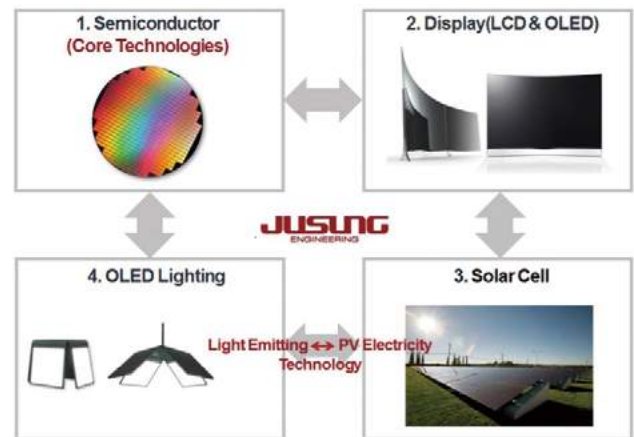 1. Semiconductor
(Core Technologies)
2. Display(LCD & OLED)
JUSUNG
ENGINEERING
4. OLED Lighting
3. Solar Cell
Light Emitting ↔ PV Electricity
Technology